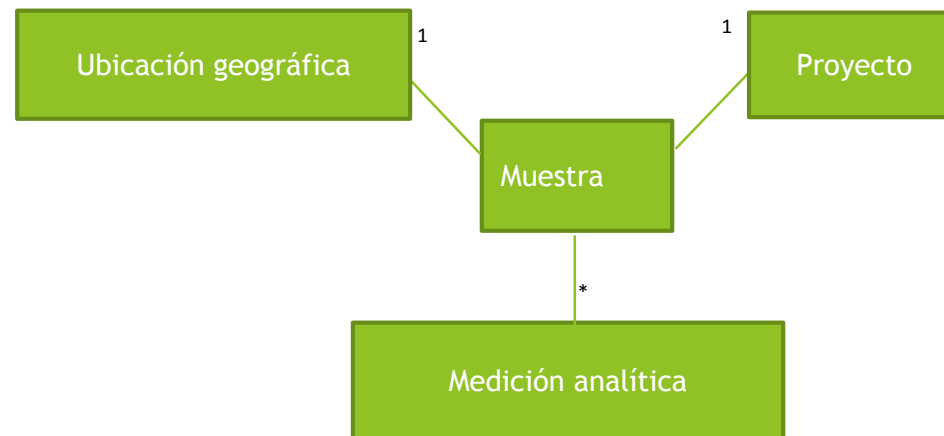 Ubicación geográfica
1
1
Proyecto
Muestra
*
Medición analítica